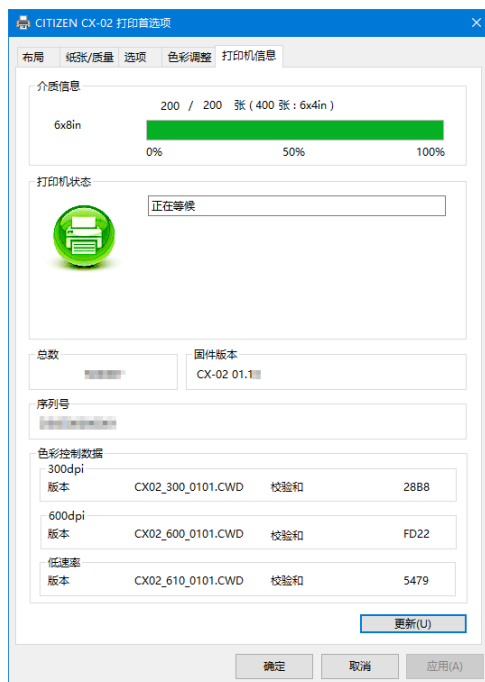 CITIZEN CX-02 打印首选项
布局 纸张/质量 选项 色彩调整 打印机信息
介质信息
200 / 200 张 ( 400 张 : 6x4in )
6x8in
0% 50% 100%
打印机状态
正在等候
总数 固件版本
CX-02 01.1
序列号
色彩控制数据
300dpi
版本 CX02_300_0101.CWD 校验和 28B8
600dpi
版本 CX02_600_0101.CWD 校验和 FD22
低速率
版本 CX02_610_0101.CWD 校验和 5479
更新(U)
确定 取消 应用(A)